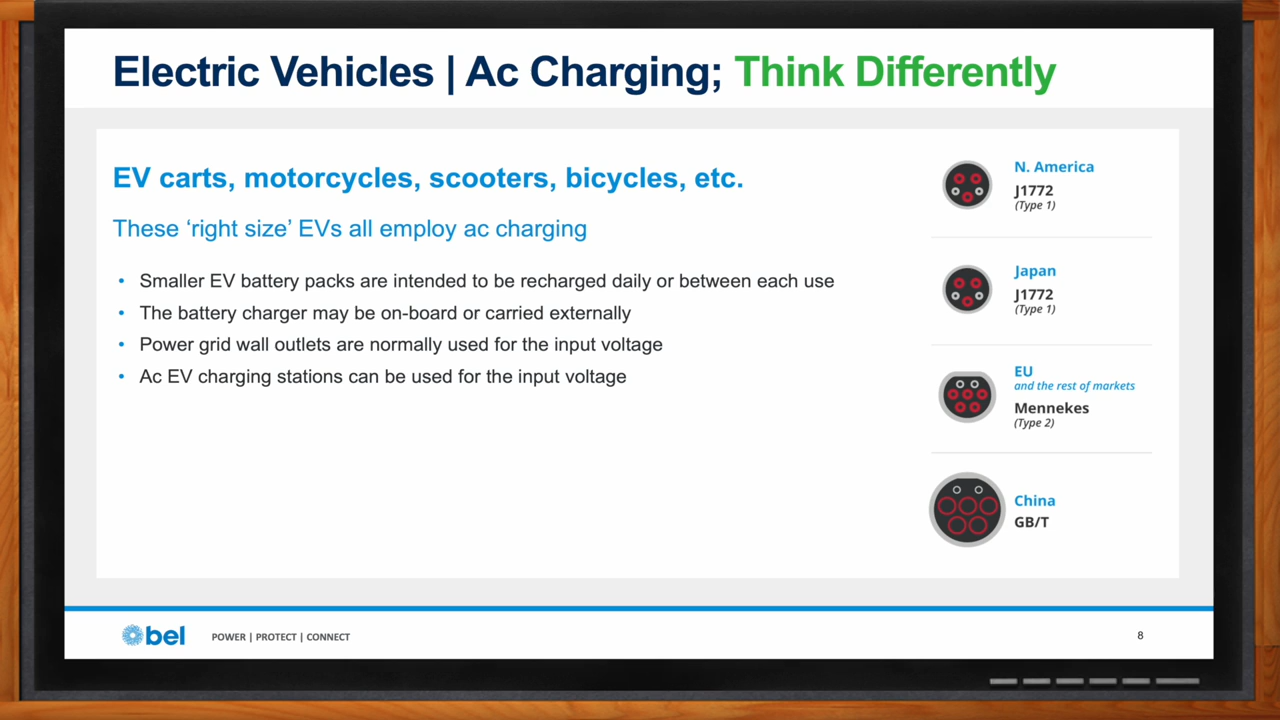 Electric Vehicles | Ac Charging; Think Differently
EV carts, motorcycles, scooters, bicycles, etc.
These ‘right size’ EVs all employ ac charging
• Smaller EV battery packs are intended to be recharged daily or between each use
• The battery charger may be on-board or carried externally
• Power grid wall outlets are normally used for the input voltage
• Ac EV charging stations can be used for the input voltage
N. America
J1772
(Type 1)
Japan
J1772
(Type 1)
EU
and the rest of markets
Mennekes
(Type 2)
China
GB/T
bel
POWER | PROTECT | CONNECT
8